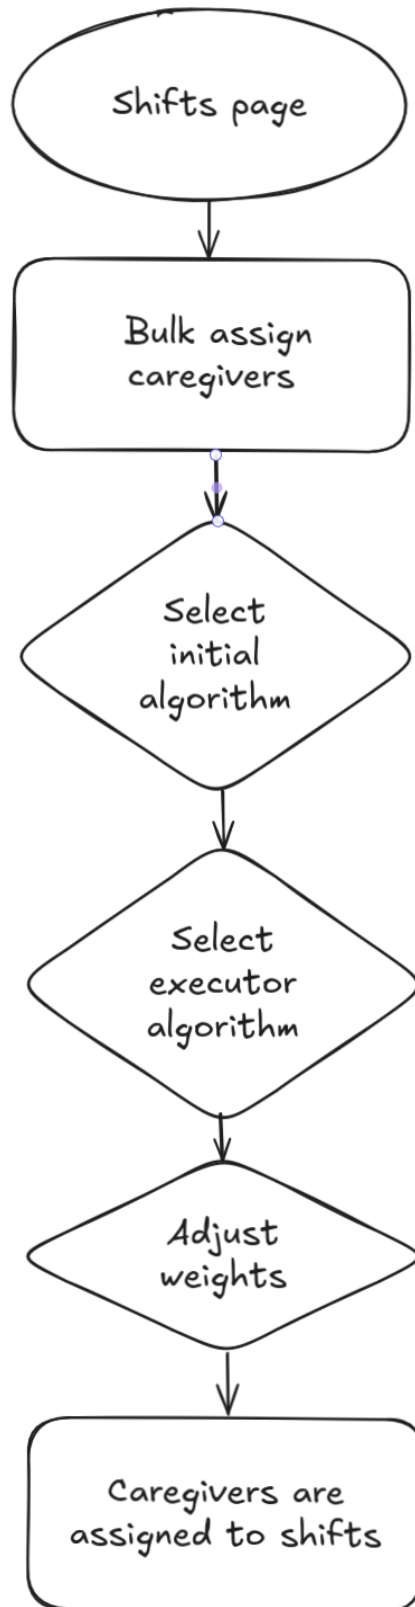 Shifts page
Bulk assign
caregivers
Select
initial
algorithm
Select
executor
algorithm
Adjust
weights
Caregivers are
assigned to shifts